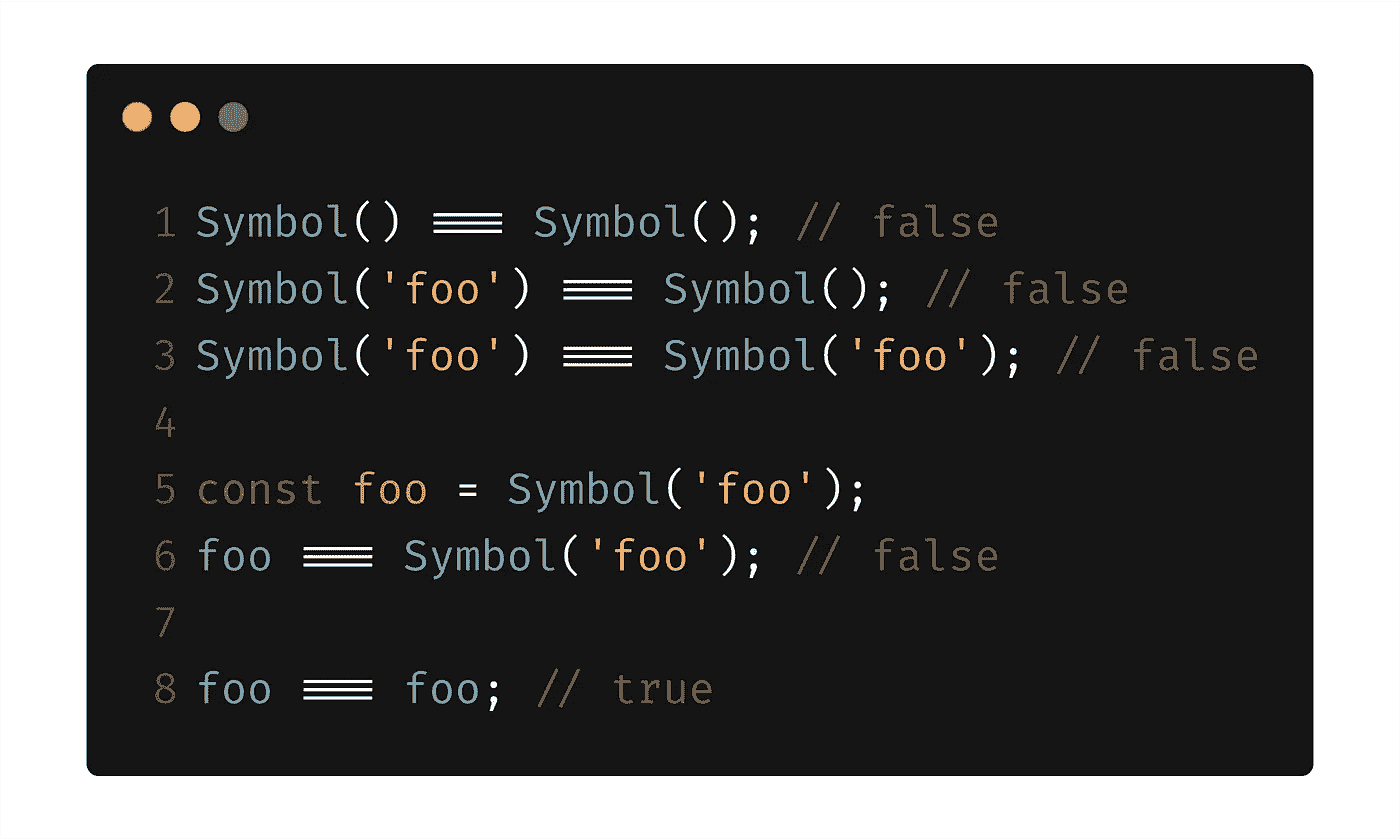 1 Symbol() === Symbol(); // false
2 Symbol('foo') === Symbol(); // false
3 Symbol('foo') === Symbol('foo'); // false
4
5 const foo = Symbol('foo');
6 foo === Symbol('foo'); // false
7
8 foo === foo; // true